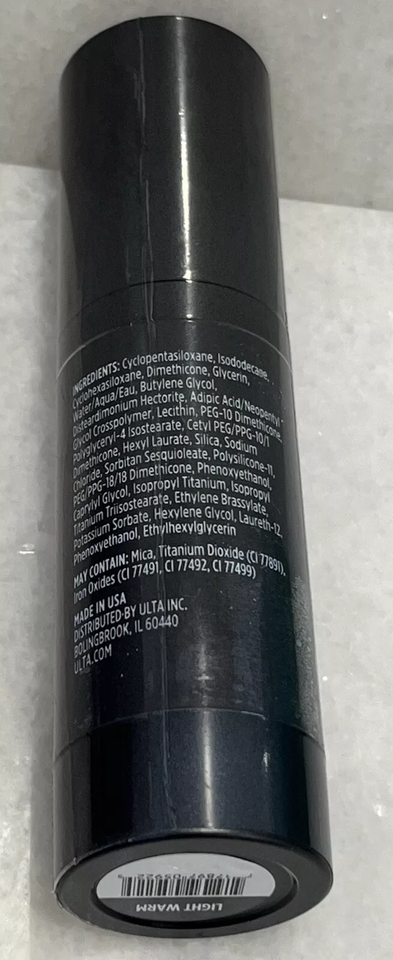 INGREDIENTS: Cyclopentasiloxane, Isododecane,
Cyclohexasiloxane, Dimethicone, Glycerin,
Water/Aqua/Eau, Butylene Glycol,
Disteardimonium Hectorite, Adipic Acid/Neopentyl
Glycol Crosspolymer, Lecithin, PEG-10 Dimethicone,
Polyglyceryl-4 Isostearate, Cetyl PEG/PPG-10/1
Dimethicone, Hexyl Laurate, Silica, Sodium
Chloride, Sorbitan Sesquioleate, Polysilicone-11,
PEG/PPG-18/18 Dimethicone, Phenoxyethanol,
Caprylyl Glycol, Isopropyl Titanium, Isopropyl
Titanium Triisostearate, Ethylene Brassylate,
Potassium Sorbate, Hexylene Glycol, Laureth-12,
Phenoxyethanol, Ethylhexylglycerin
MAY CONTAIN: Mica, Titanium Dioxide (CI 77891),
Iron Oxides (CI 77491, CI 77492, CI 77499)
MADE IN USA
DISTRIBUTED BY ULTA INC.
BOLINGBROOK, IL 60440
ULTA.COM
LIGHT WARM